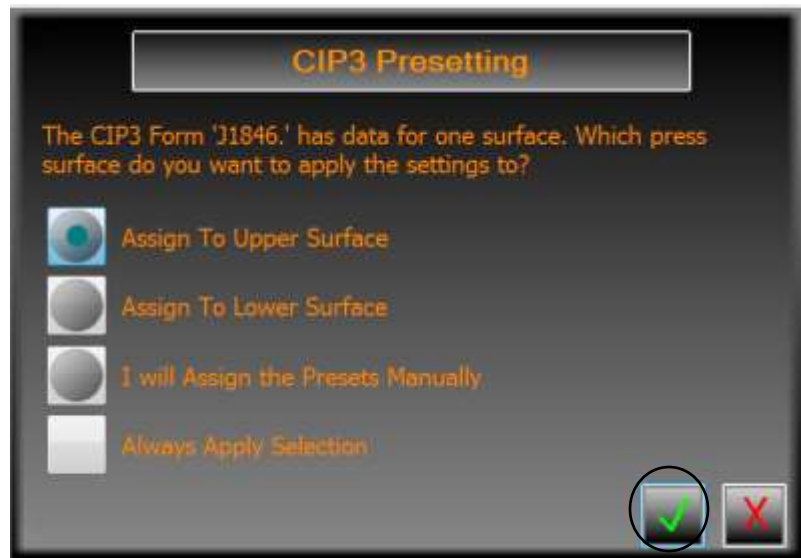 CIP3 Presetting
The CIP3 Form 'J1846.' has data for one surface. Which press
surface do you want to apply the settings to?
Assign To Upper Surface
Assign To Lower Surface
I will Assign the Presets Manually
Always Apply Selection
X